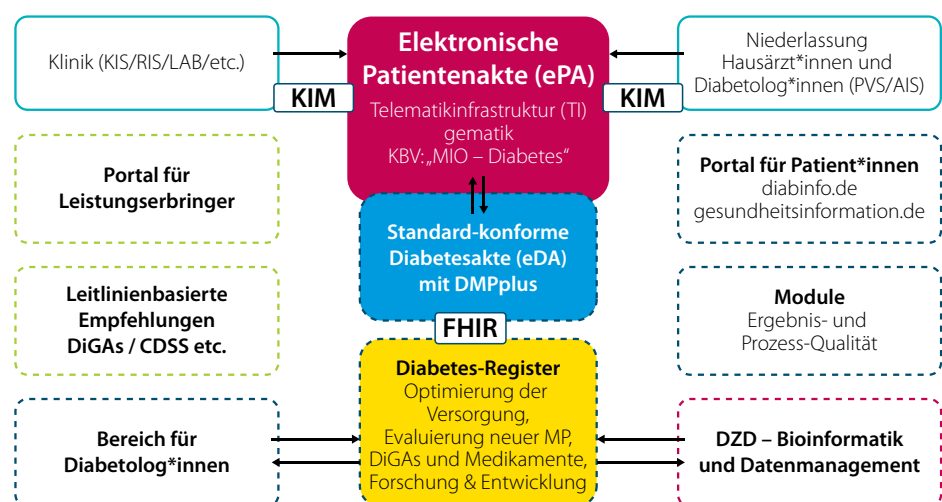 Klinik (KIS/RIS/LAB/etc.)
KIM
Elektronische
Patientenakte (ePA)
Telematikinfrastruktur (TI)
gematik
KBV: „MIO – Diabetes“
KIM
Niederlassung
Hausärzt*innen und
Diabetolog*innen (PVS/AIS)
Portal für
Leistungserbringer
Standard-konforme
Diabetesakte (eDA)
mit DMPplus
Portal für Patient*innen
diabinfo.de
gesundheitsinformation.de
Leitlinienbasierte
Empfehlungen
DiGAs / CDSS etc.
FHIR
Module
Ergebnis- und
Prozess-Qualität
Bereich für
Diabetolog*innen
Diabetes-Register
Optimierung der
Versorgung,
Evaluierung neuer MP,
DiGAs und Medikamente,
Forschung & Entwicklung
DZD – Bioinformatik
und Datenmanagement